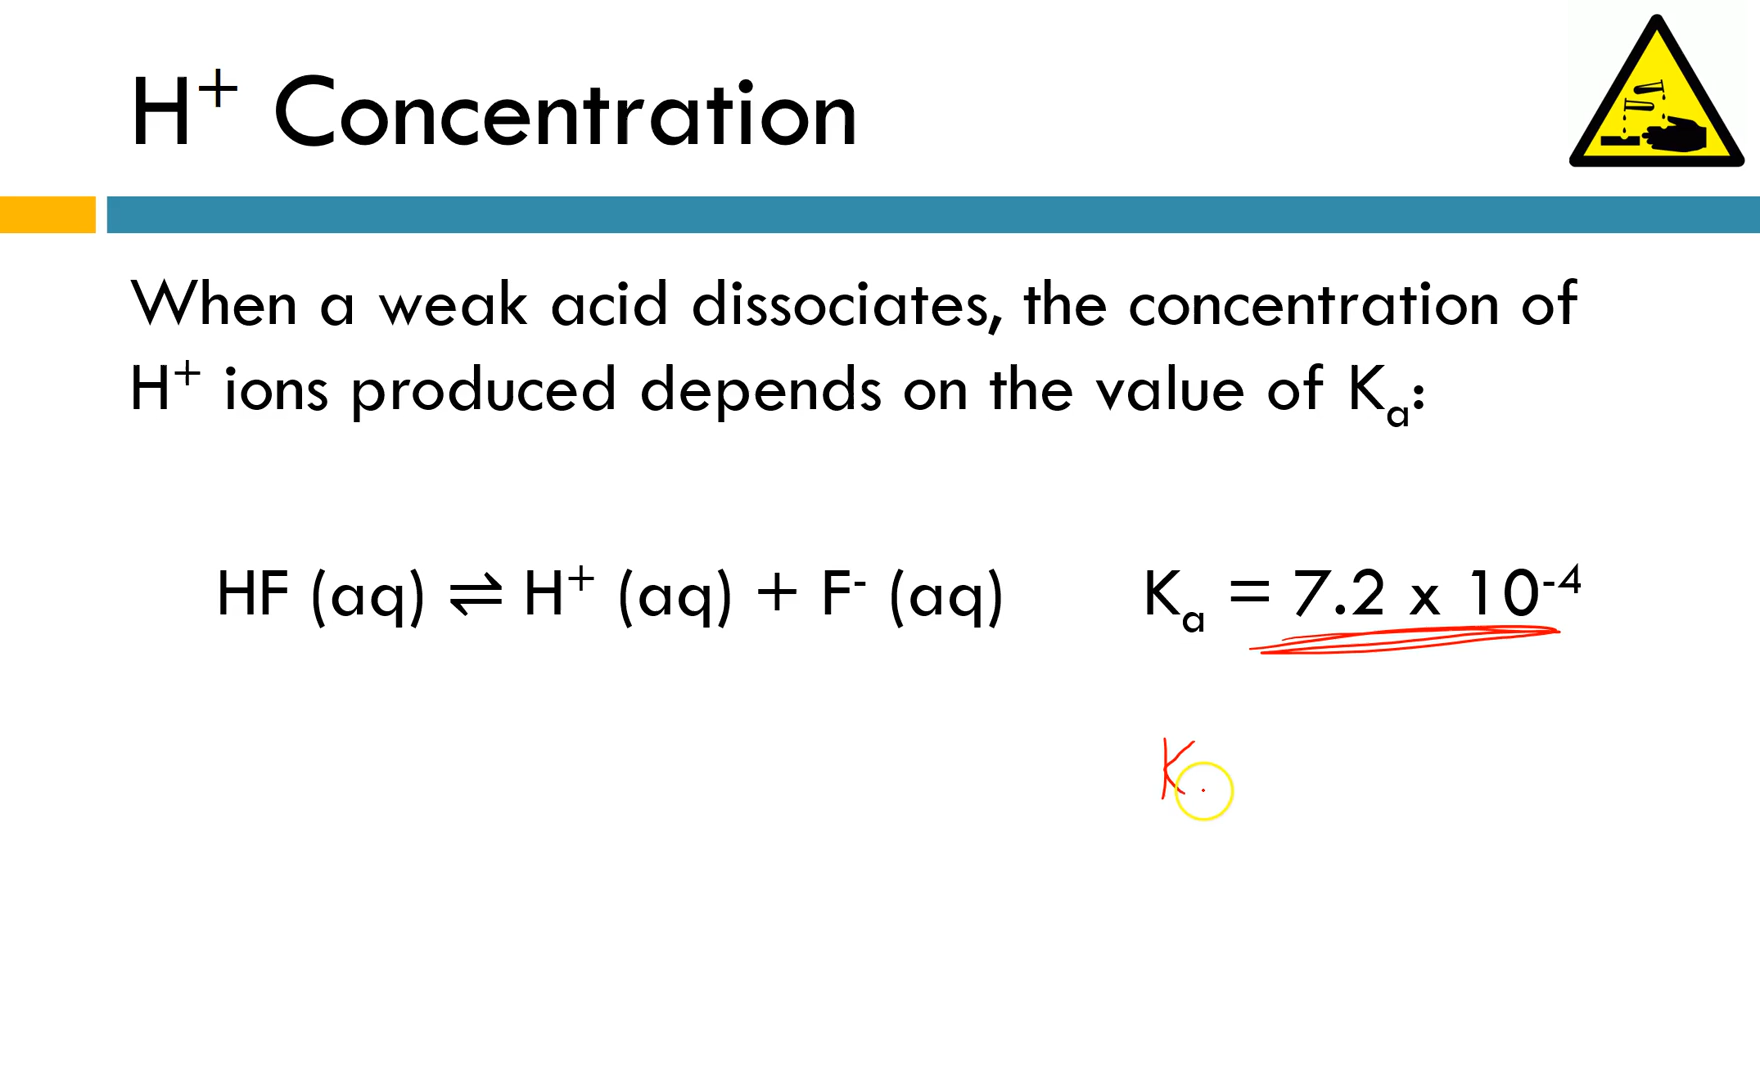 H⁺ Concentration
When a weak acid dissociates, the concentration of
H⁺ ions produced depends on the value of Kₐ:
HF (aq) ⇌ H⁺ (aq) + F⁻ (aq) Kₐ = 7.2 x 10⁻⁴
K